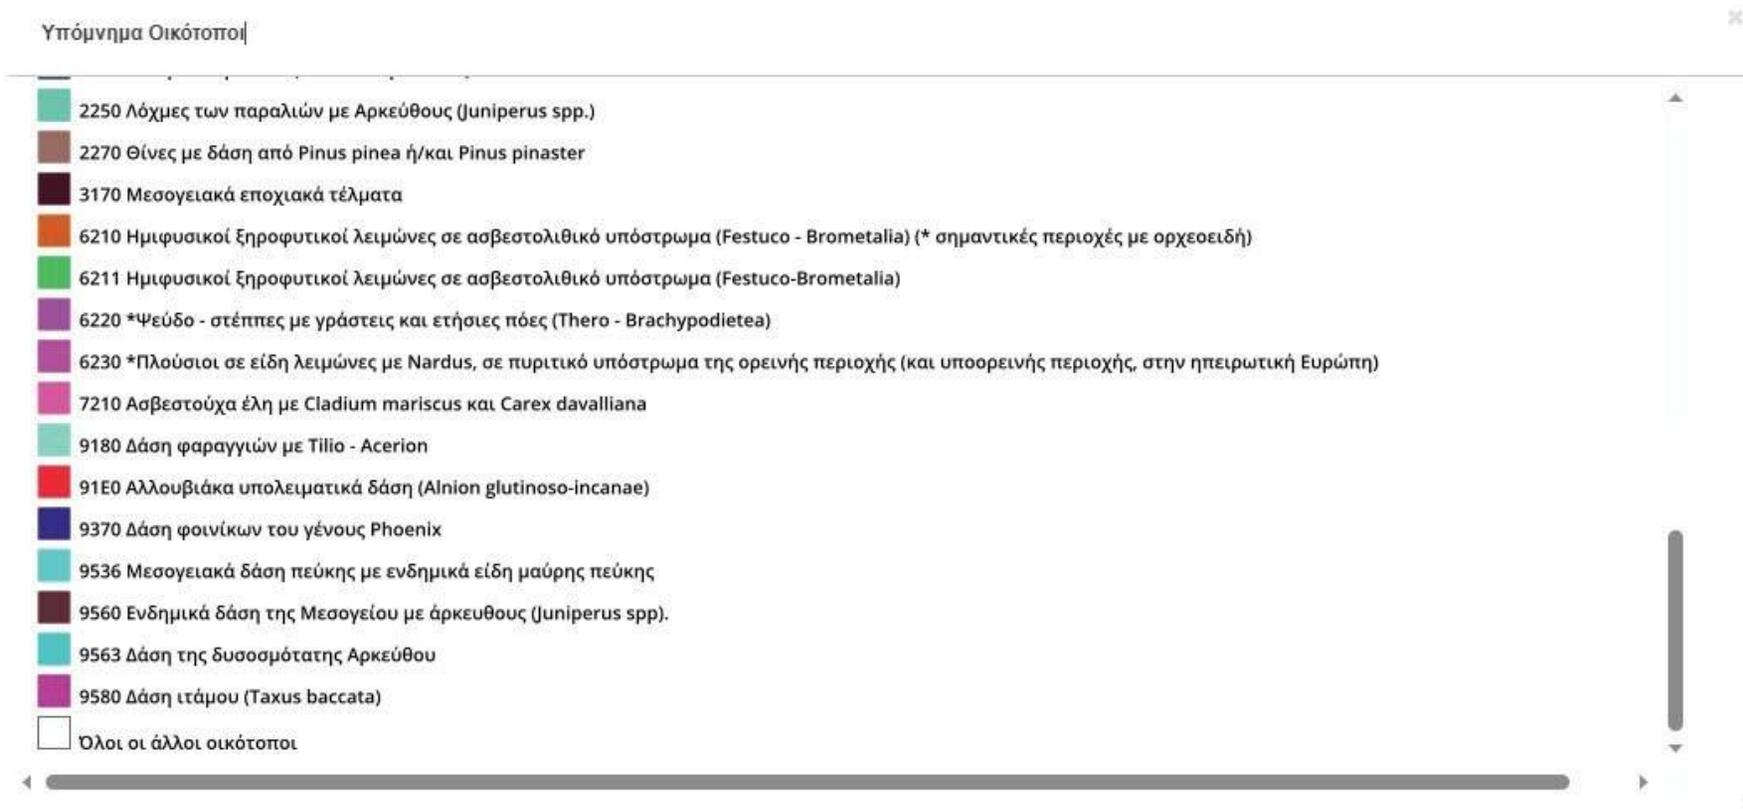 Υπόμνημα Οικότοποι
2250 Λόχμες των παραλιών με Αρκεύθους (Juniperus spp.)
2270 Θίνες με δάση από Pinus pinea ή/και Pinus pinaster
3170 Μεσογειακά εποχιακά τέλματα
6210 Ημιφυσικοί ξηροφυτικοί λειμώνες σε ασβεστολιθικό υπόστρωμα (Festuco - Brometalia) (* σημαντικές περιοχές με ορχεοειδή)
6211 Ημιφυσικοί ξηροφυτικοί λειμώνες σε ασβεστολιθικό υπόστρωμα (Festuco-Brometalia)
6220 *Ψεύδο - στέππες με γράστεις και ετήσιες πόες (Thero - Brachypodietea)
6230 *Πλούσιοι σε είδη λειμώνες με Nardus, σε πυριτικό υπόστρωμα της ορεινής περιοχής (και υποορεινής περιοχής, στην ηπειρωτική Ευρώπη)
7210 Ασβεστούχα έλη με Cladium mariscus και Carex davalliana
9180 Δάση φαραγγιών με Tilio - Acerion
91E0 Αλλουβιάκα υπολειματικά δάση (Alnion glutinoso-incanae)
9370 Δάση φοινίκων του γένους Phoenix
9536 Μεσογειακά δάση πεύκης με ενδημικά είδη μαύρης πεύκης
9560 Ενδημικά δάση της Μεσογείου με άρκευθους (Juniperus spp).
9563 Δάση της δυσοσμότατης Αρκεύθου
9580 Δάση ιτάμου (Taxus baccata)
Όλοι οι άλλοι οικότοποι